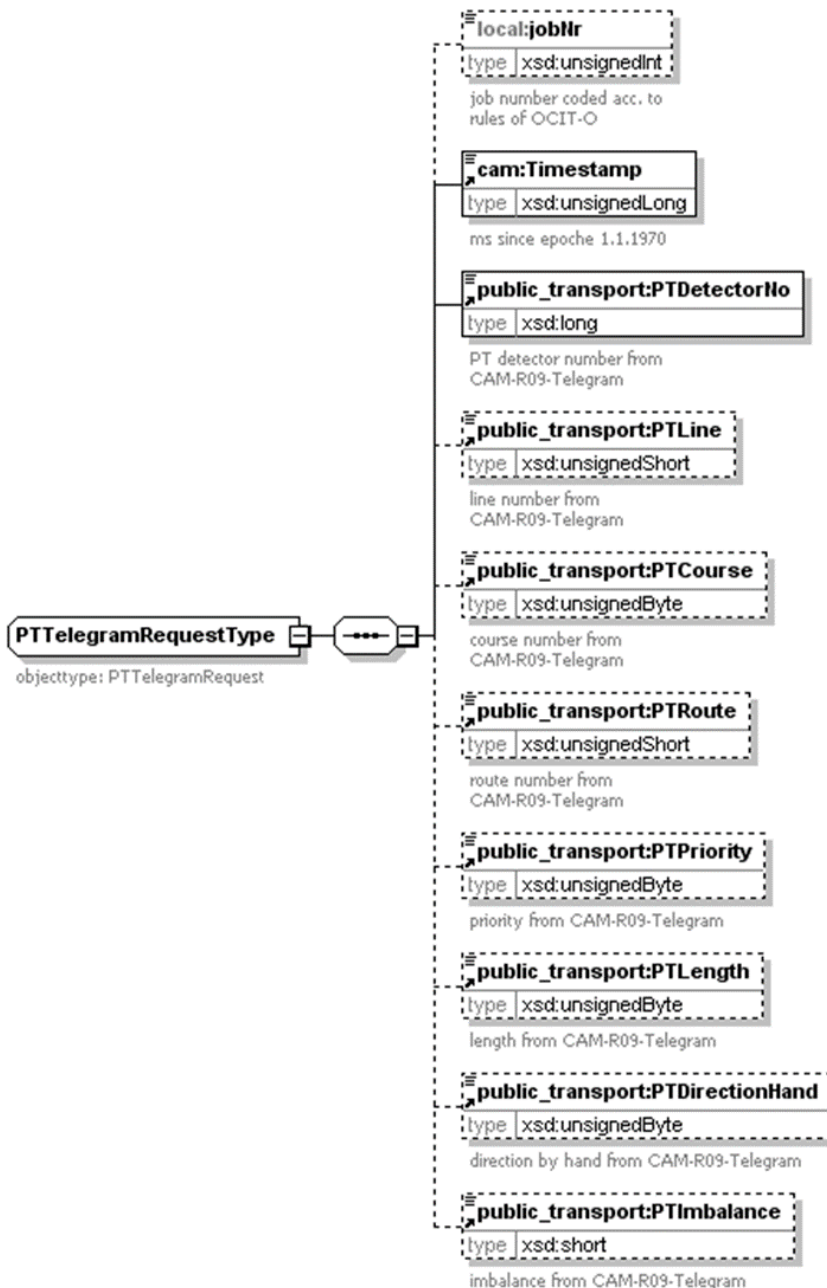 local:jobNr
type xsd:unsignedInt
job number coded acc. to
rules of OCIT-O
cam:Timestamp
type xsd:unsignedLong
ms since epoche 1.1.1970
public_transport:PTDetectorNo
type xsd:long
PT detector number from
CAM-R09-Telegram
public_transport:PTLine
type xsd:unsignedShort
line number from
CAM-R09-Telegram
public_transport:PTCourse
type xsd:unsignedByte
course number from
CAM-R09-Telegram
PTTelegramRequestType
objecttype: PTTelegramRequest
public_transport:PTRoute
type xsd:unsignedShort
route number from
CAM-R09-Telegram
public_transport:PTPriority
type xsd:unsignedByte
priority from CAM-R09-Telegram
public_transport:PTLength
type xsd:unsignedByte
length from CAM-R09-Telegram
public_transport:PTDirectionHand
type xsd:unsignedByte
direction by hand from CAM-R09-Telegram
public_transport:PTImbalance
type xsd:short
imbalance from CAM-R09-Telegram